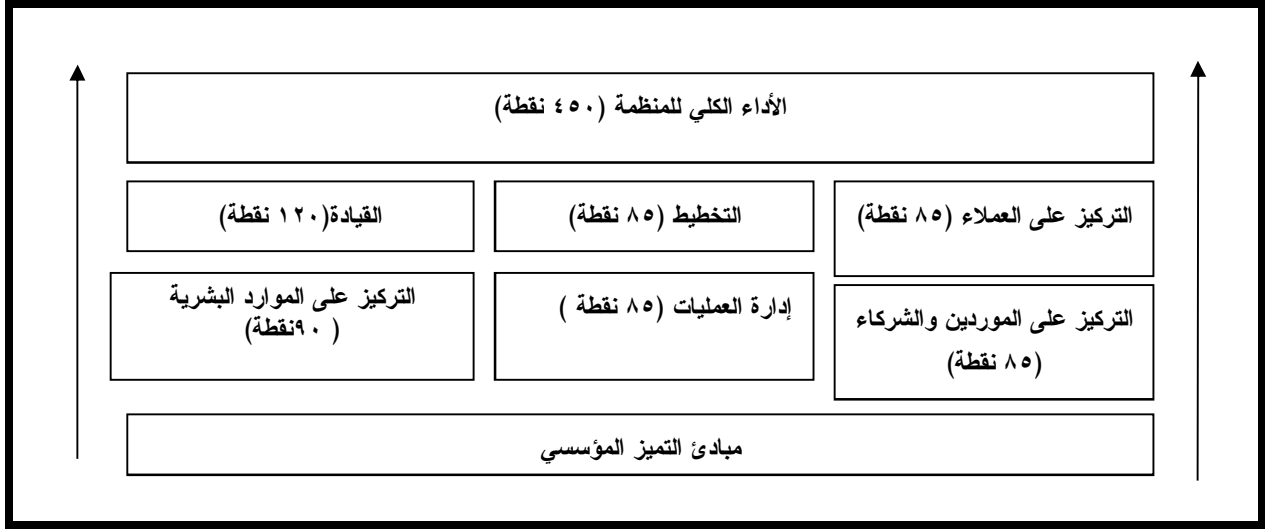 الأداء الكلي للمنظمة (٤٥٠ نقطة)
التركيز على العملاء (٨٥ نقطة)
التخطيط (٨٥ نقطة)
القيادة(١٢٠ نقطة)
التركيز على الموردين والشركاء
(٨٥ نقطة)
إدارة العمليات (٨٥ نقطة )
التركيز على الموارد البشرية
( ٩٠نقطة)
مبادئ التميز المؤسسي